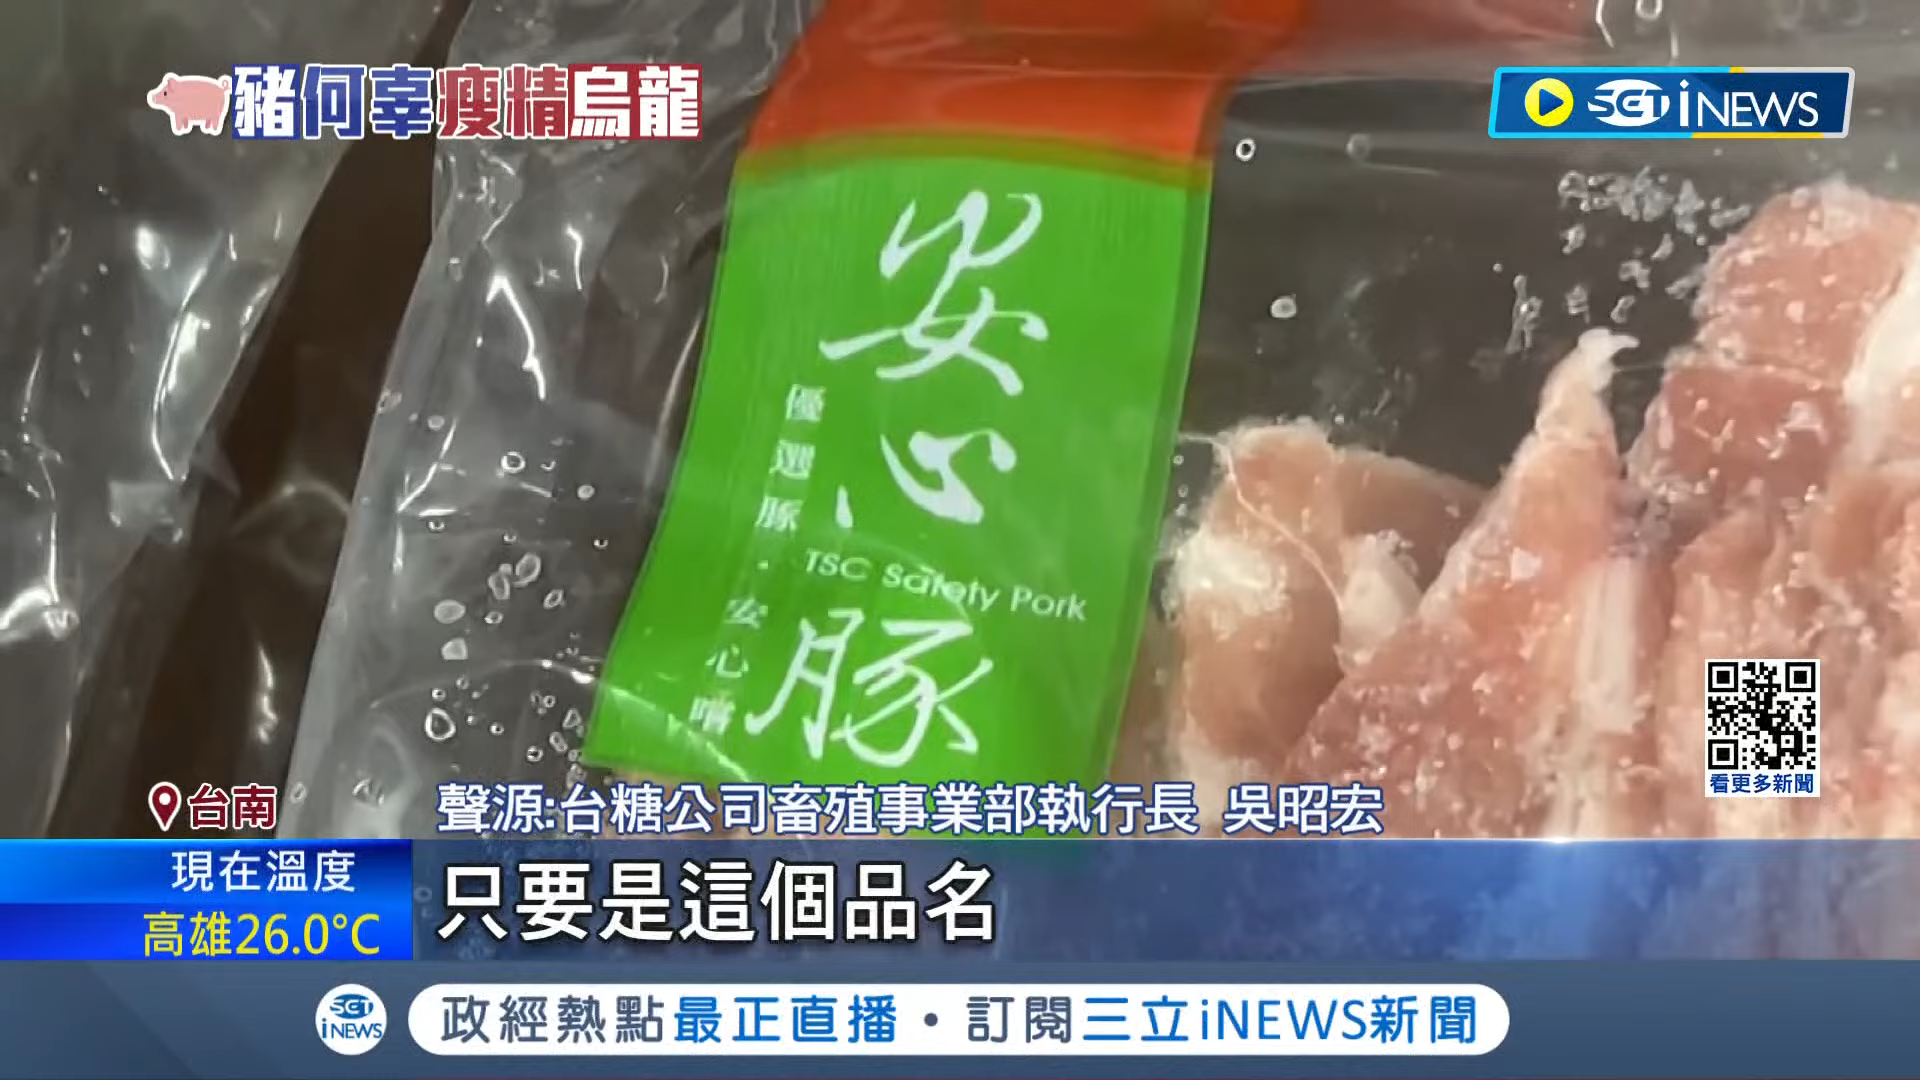 豬何辜瘦精烏龍
SET iNEWS
安心豚
TSC Safety Pork
優選豚・安心嚐
看更多新聞
台南
聲源:台糖公司畜殖事業部執行長 吳昭宏
現在溫度
高雄26.0°C
只要是這個品名
SET iNEWS
政經熱點最正直播・訂閱三立iNEWS新聞